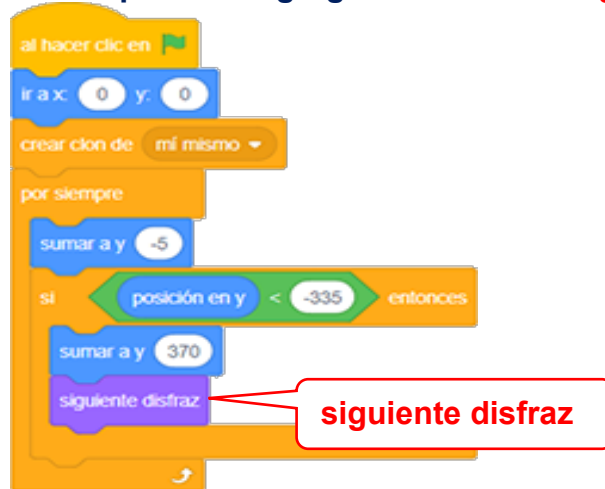 al hacer clic en
ir a x: 0 y: 0
crear clon de mí mismo
por siempre
sumar a y -5
si posición en y < -335 entonces
sumar a y 370
siguiente disfraz
siguiente disfraz